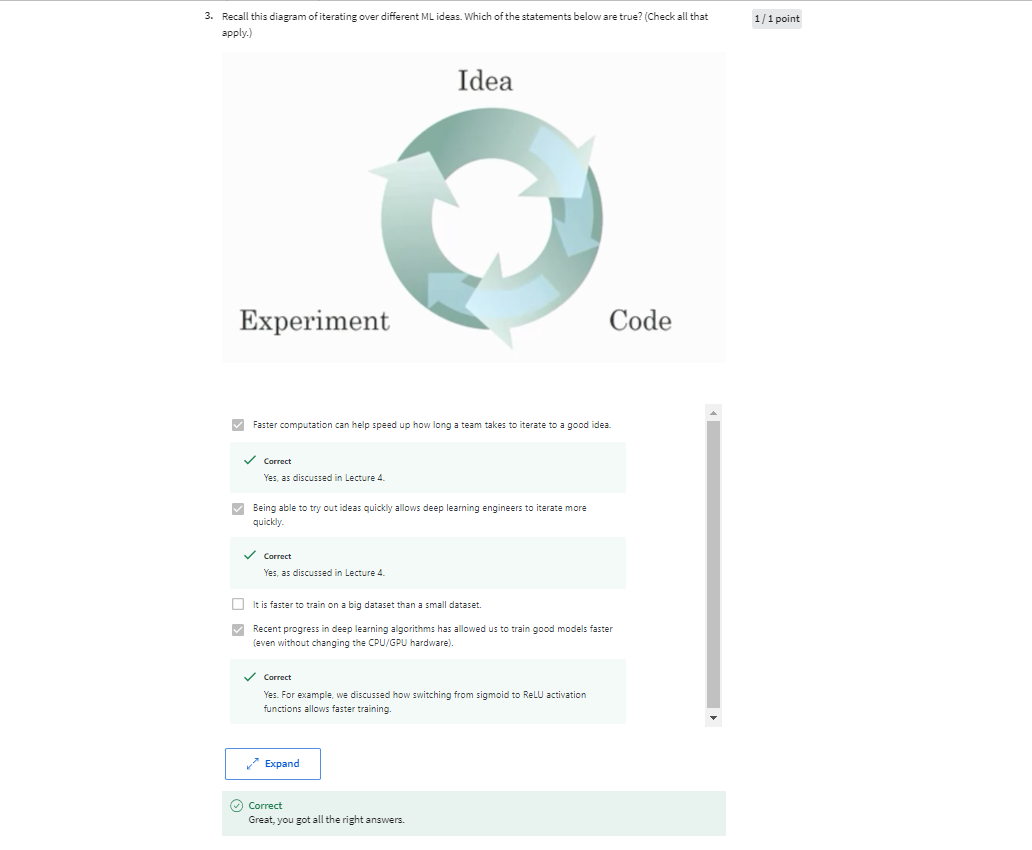 3. Recall this diagram of iterating over different ML ideas. Which of the statements below are true? (Check all that
apply.)
1 / 1 point
Idea
Experiment
Code
Faster computation can help speed up how long a team takes to iterate to a good idea.
Correct
Yes, as discussed in Lecture 4.
Being able to try out ideas quickly allows deep learning engineers to iterate more
quickly.
Correct
Yes, as discussed in Lecture 4.
It is faster to train on a big dataset than a small dataset.
Recent progress in deep learning algorithms has allowed us to train good models faster
(even without changing the CPU/GPU hardware).
Correct
Yes. For example, we discussed how switching from sigmoid to ReLU activation
functions allows faster training.
Expand
Correct
Great, you got all the right answers.